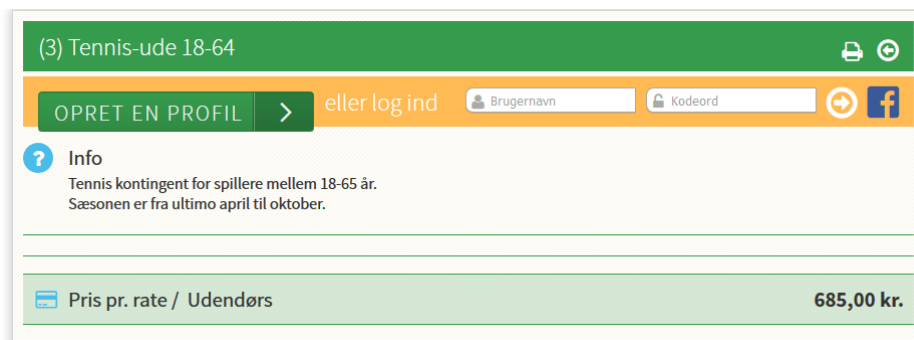 (3) Tennis-ude 18-64
OPRET EN PROFIL eller log ind Brugernavn Kodeord
Info
Tennis kontingent for spillere mellem 18-65 år.
Sæsonen er fra ultimo april til oktober.
Pris pr. rate / Udendørs 685,00 kr.